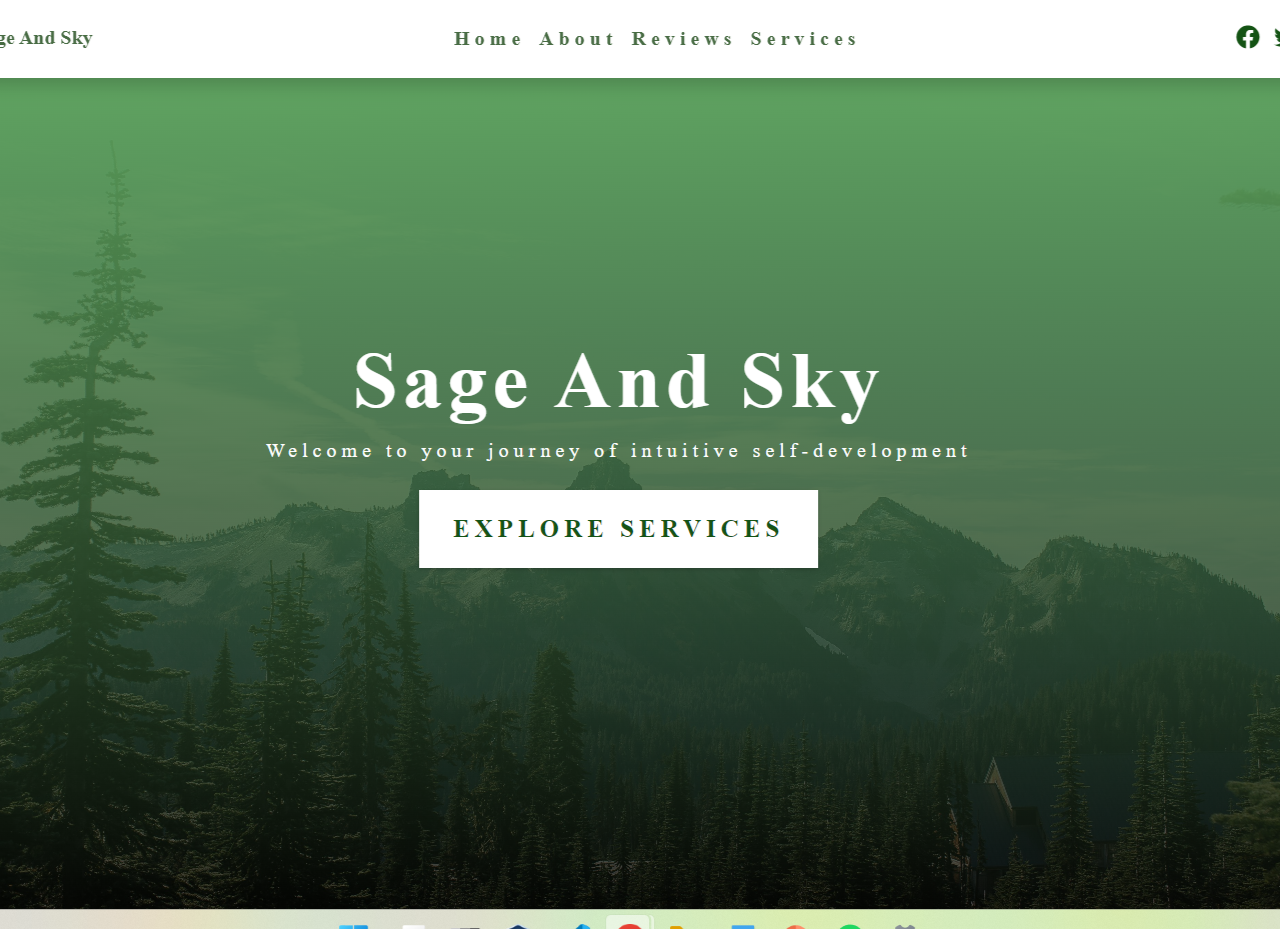 And Sky
Home About Reviews Services
Sage And Sky
Welcome to your journey of intuitive self-development
EXPLORE SERVICES